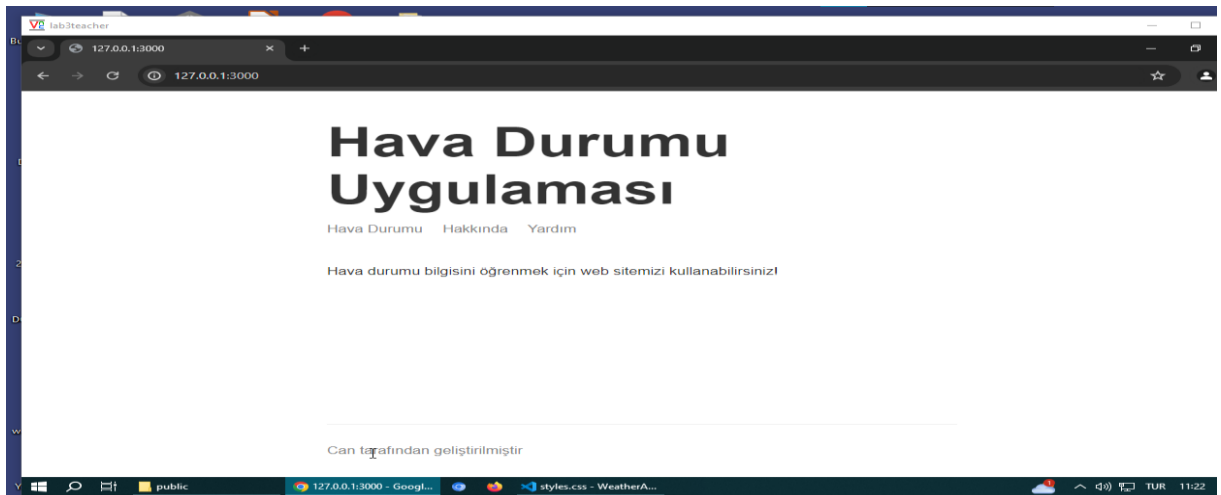 lab3teacher
127.0.0.1:3000
127.0.0.1:3000
Hava Durumu
Uygulaması
Hava Durumu Hakkında Yardım
Hava durumu bilgisini öğrenmek için web sitemizi kullanabilirsiniz!
Can tarafından geliştirilmiştir
public 127.0.0.1:3000 - Googl... styles.css - WeatherA... TUR 11:22